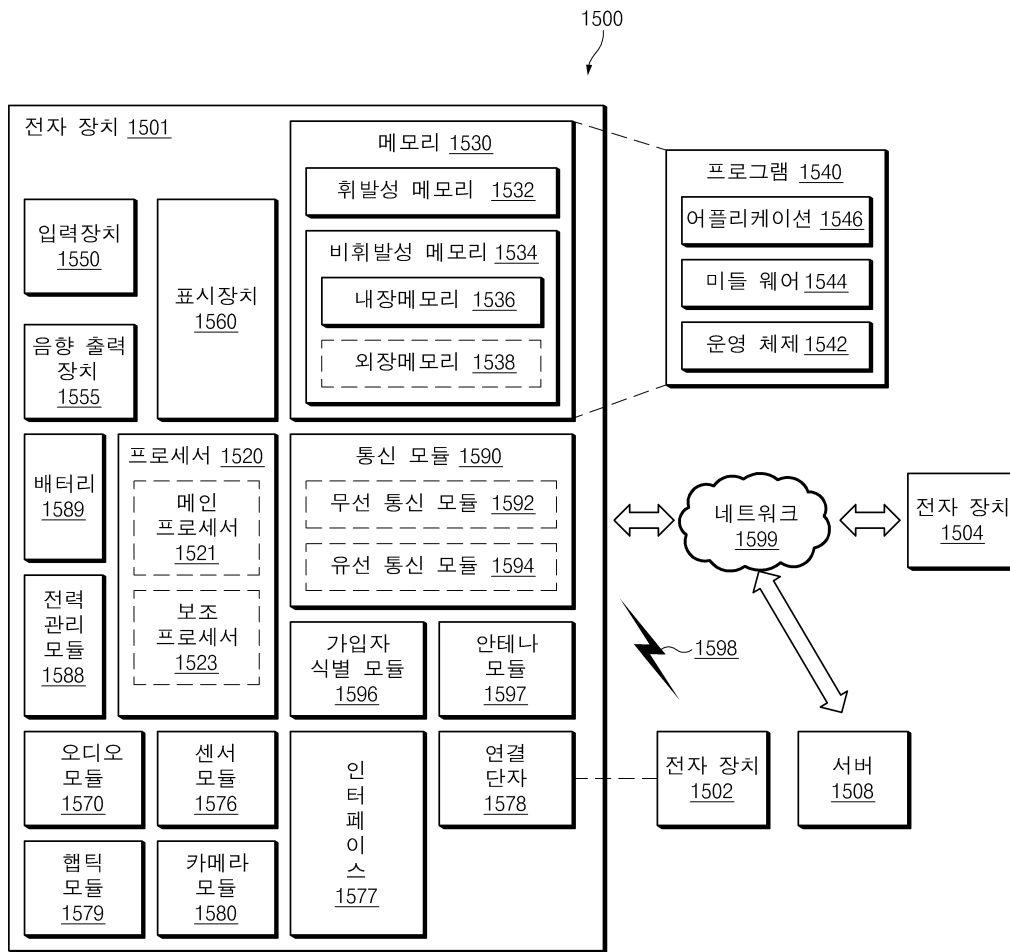 1500
전자 장치 1501
메모리 1530
휘발성 메모리 1532
비휘발성 메모리 1534
내장메모리 1536
외장메모리 1538
프로그램 1540
어플리케이션 1546
미들 웨어 1544
운영 체제 1542
입력장치
1550
표시장치
1560
음향 출력
장치
1555
배터리
1589
프로세서 1520
메인
프로세서
1521
보조
프로세서
1523
통신 모듈 1590
무선 통신 모듈 1592
유선 통신 모듈 1594
네트워크
1599
전자 장치
1504
전력
관리
모듈
1588
가입자
식별 모듈
1596
안테나
모듈
1597
1598
오디오
모듈
1570
센서
모듈
1576
인
터
페
이
스
1577
연결
단자
1578
전자 장치
1502
서버
1508
햅틱
모듈
1579
카메라
모듈
1580